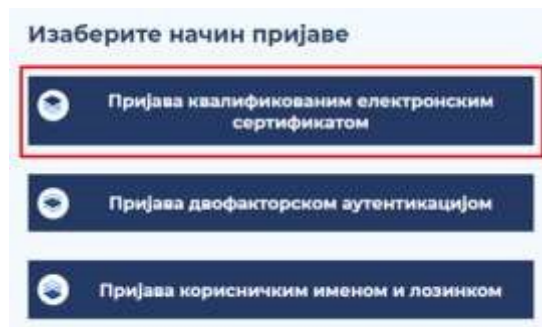 Изаберите начин пријаве
Пријава квалификованим електронским
сертификатом
Пријава двофакторском аутентикацијом
Пријава корисничким именом и лозинком